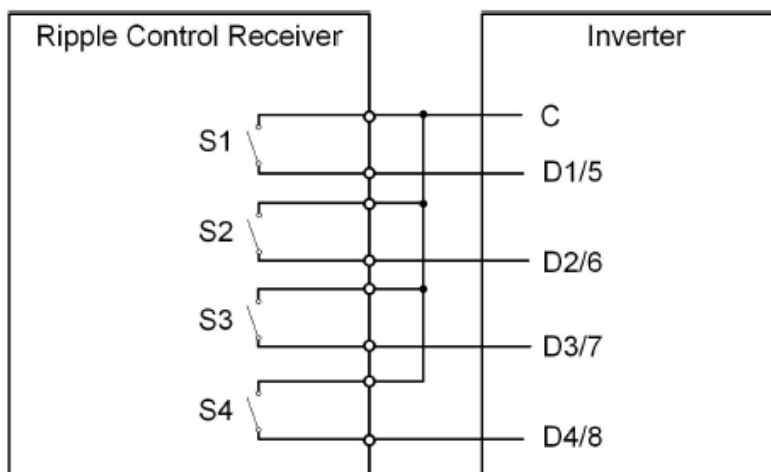 Ripple Control Receiver
Inverter
C
S1
D1/5
S2
D2/6
S3
D3/7
S4
D4/8